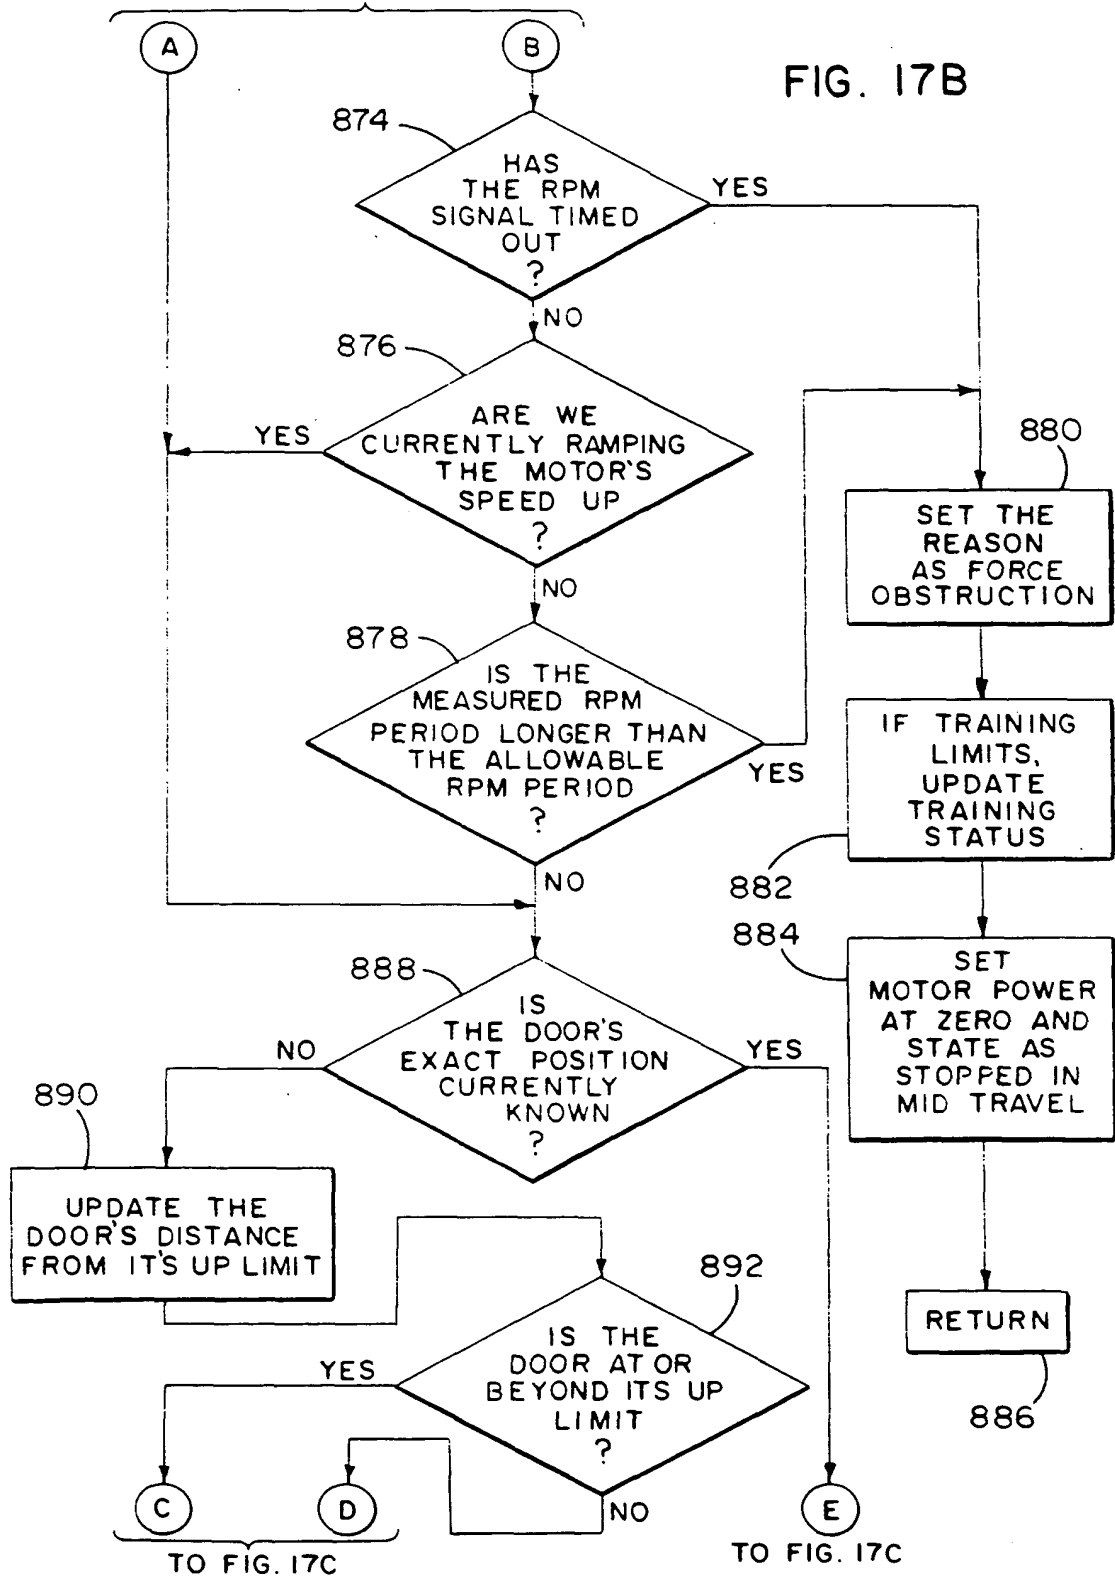 A
B
FIG. 17B
874
HAS
THE RPM
SIGNAL TIMED
OUT
?
YES
NO
876
ARE WE
CURRENTLY RAMPING
THE MOTOR'S
SPEED UP
?
YES
NO
880
SET THE
REASON
AS FORCE
OBSTRUCTION
878
IS THE
MEASURED RPM
PERIOD LONGER THAN
THE ALLOWABLE
RPM PERIOD
?
YES
NO
IF TRAINING
LIMITS,
UPDATE
TRAINING
STATUS
882
884
SET
MOTOR POWER
AT ZERO AND
STATE AS
STOPPED IN
MID TRAVEL
888
IS
THE DOOR'S
EXACT POSITION
CURRENTLY
KNOWN
?
NO
YES
890
UPDATE THE
DOOR'S DISTANCE
FROM IT'S UP LIMIT
892
IS THE
DOOR AT OR
BEYOND ITS UP
LIMIT
?
YES
NO
RETURN
886
C
D
E
TO FIG. 17C
TO FIG. 17C